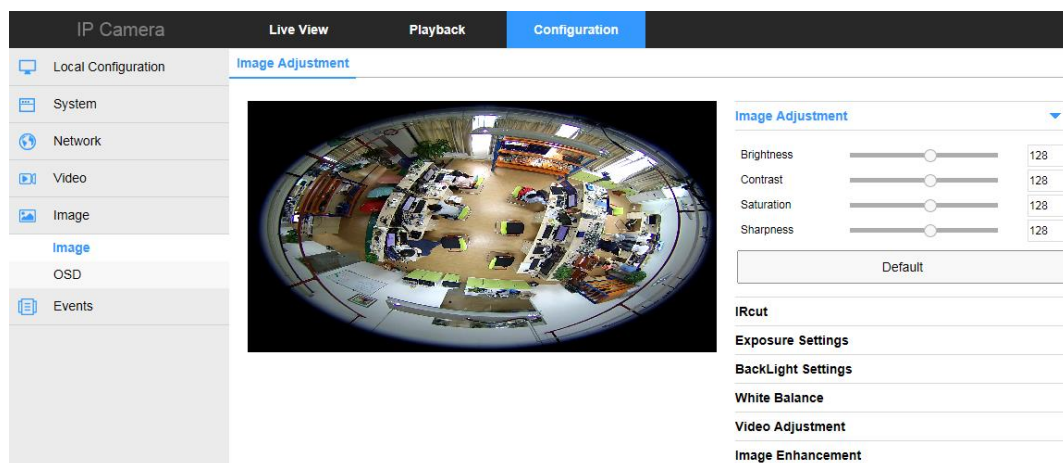 IP Camera
Live View
Playback
Configuration
Local Configuration
System
Network
Video
Image
Image
OSD
Events
Image Adjustment
Image Adjustment
Brightness 128
Contrast 128
Saturation 128
Sharpness 128
Default
IRcut
Exposure Settings
BackLight Settings
White Balance
Video Adjustment
Image Enhancement